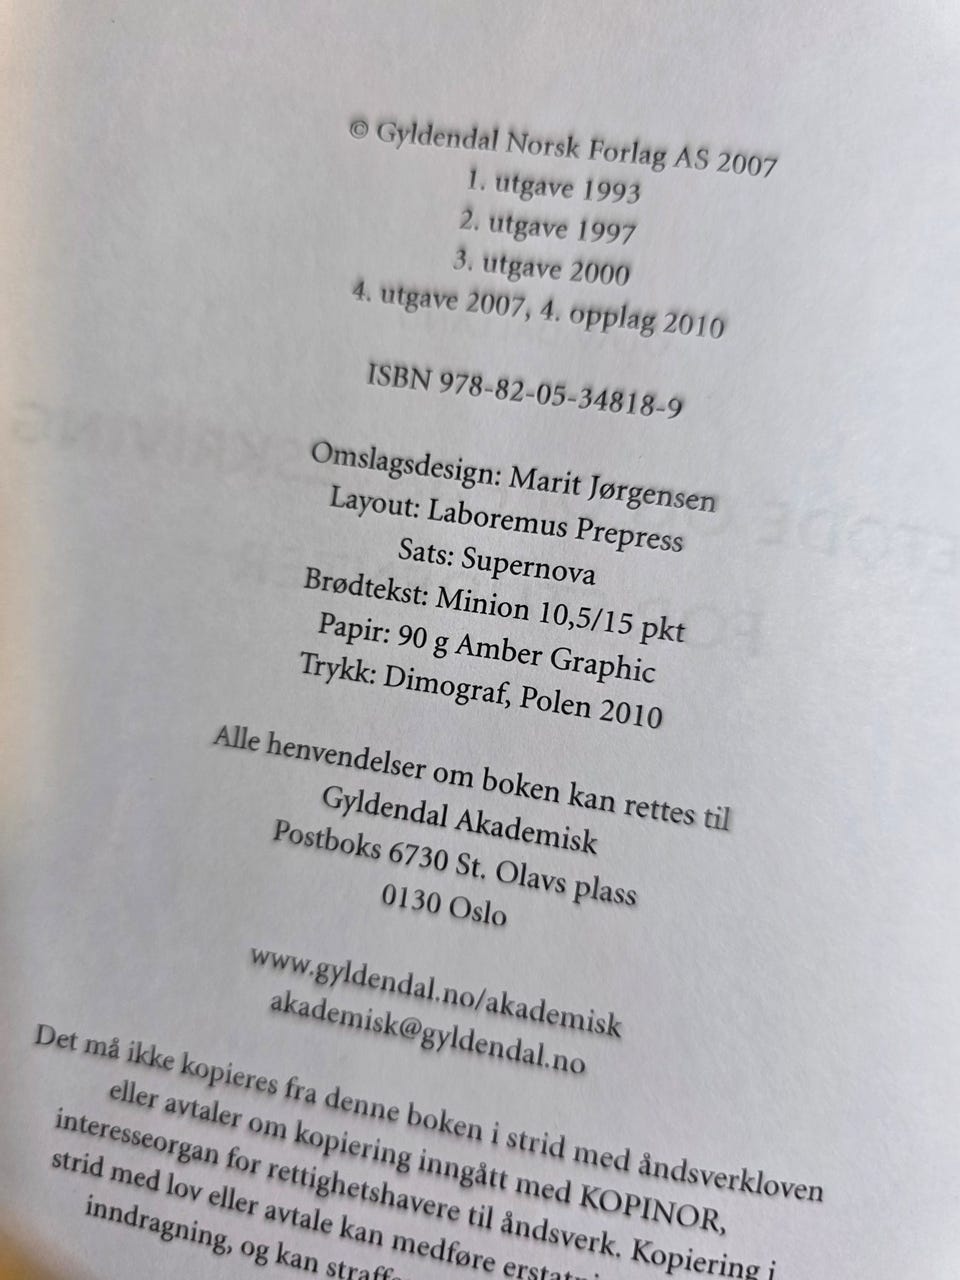 © Gyldendal Norsk Forlag AS 2007
1. utgave 1993
2. utgave 1997
3. utgave 2000
4. utgave 2007, 4. opplag 2010
ISBN 978-82-05-34818-9
Omslagsdesign: Marit Jørgensen
Layout: Laboremus Prepress
Sats: Supernova
Brødtekst: Minion 10,5/15 pkt
Papir: 90 g Amber Graphic
Trykk: Dimograf, Polen 2010
Alle henvendelser om boken kan rettes til
Gyldendal Akademisk
Postboks 6730 St. Olavs plass
0130 Oslo
www.gyldendal.no/akademisk
akademisk@gyldendal.no
Det må ikke kopieres fra denne boken i strid med åndsverkloven
eller avtaler om kopiering inngått med KOPINOR,
interesseorgan for rettighetshavere til åndsverk. Kopiering i
strid med lov eller avtale kan medføre
inndragning, og kan